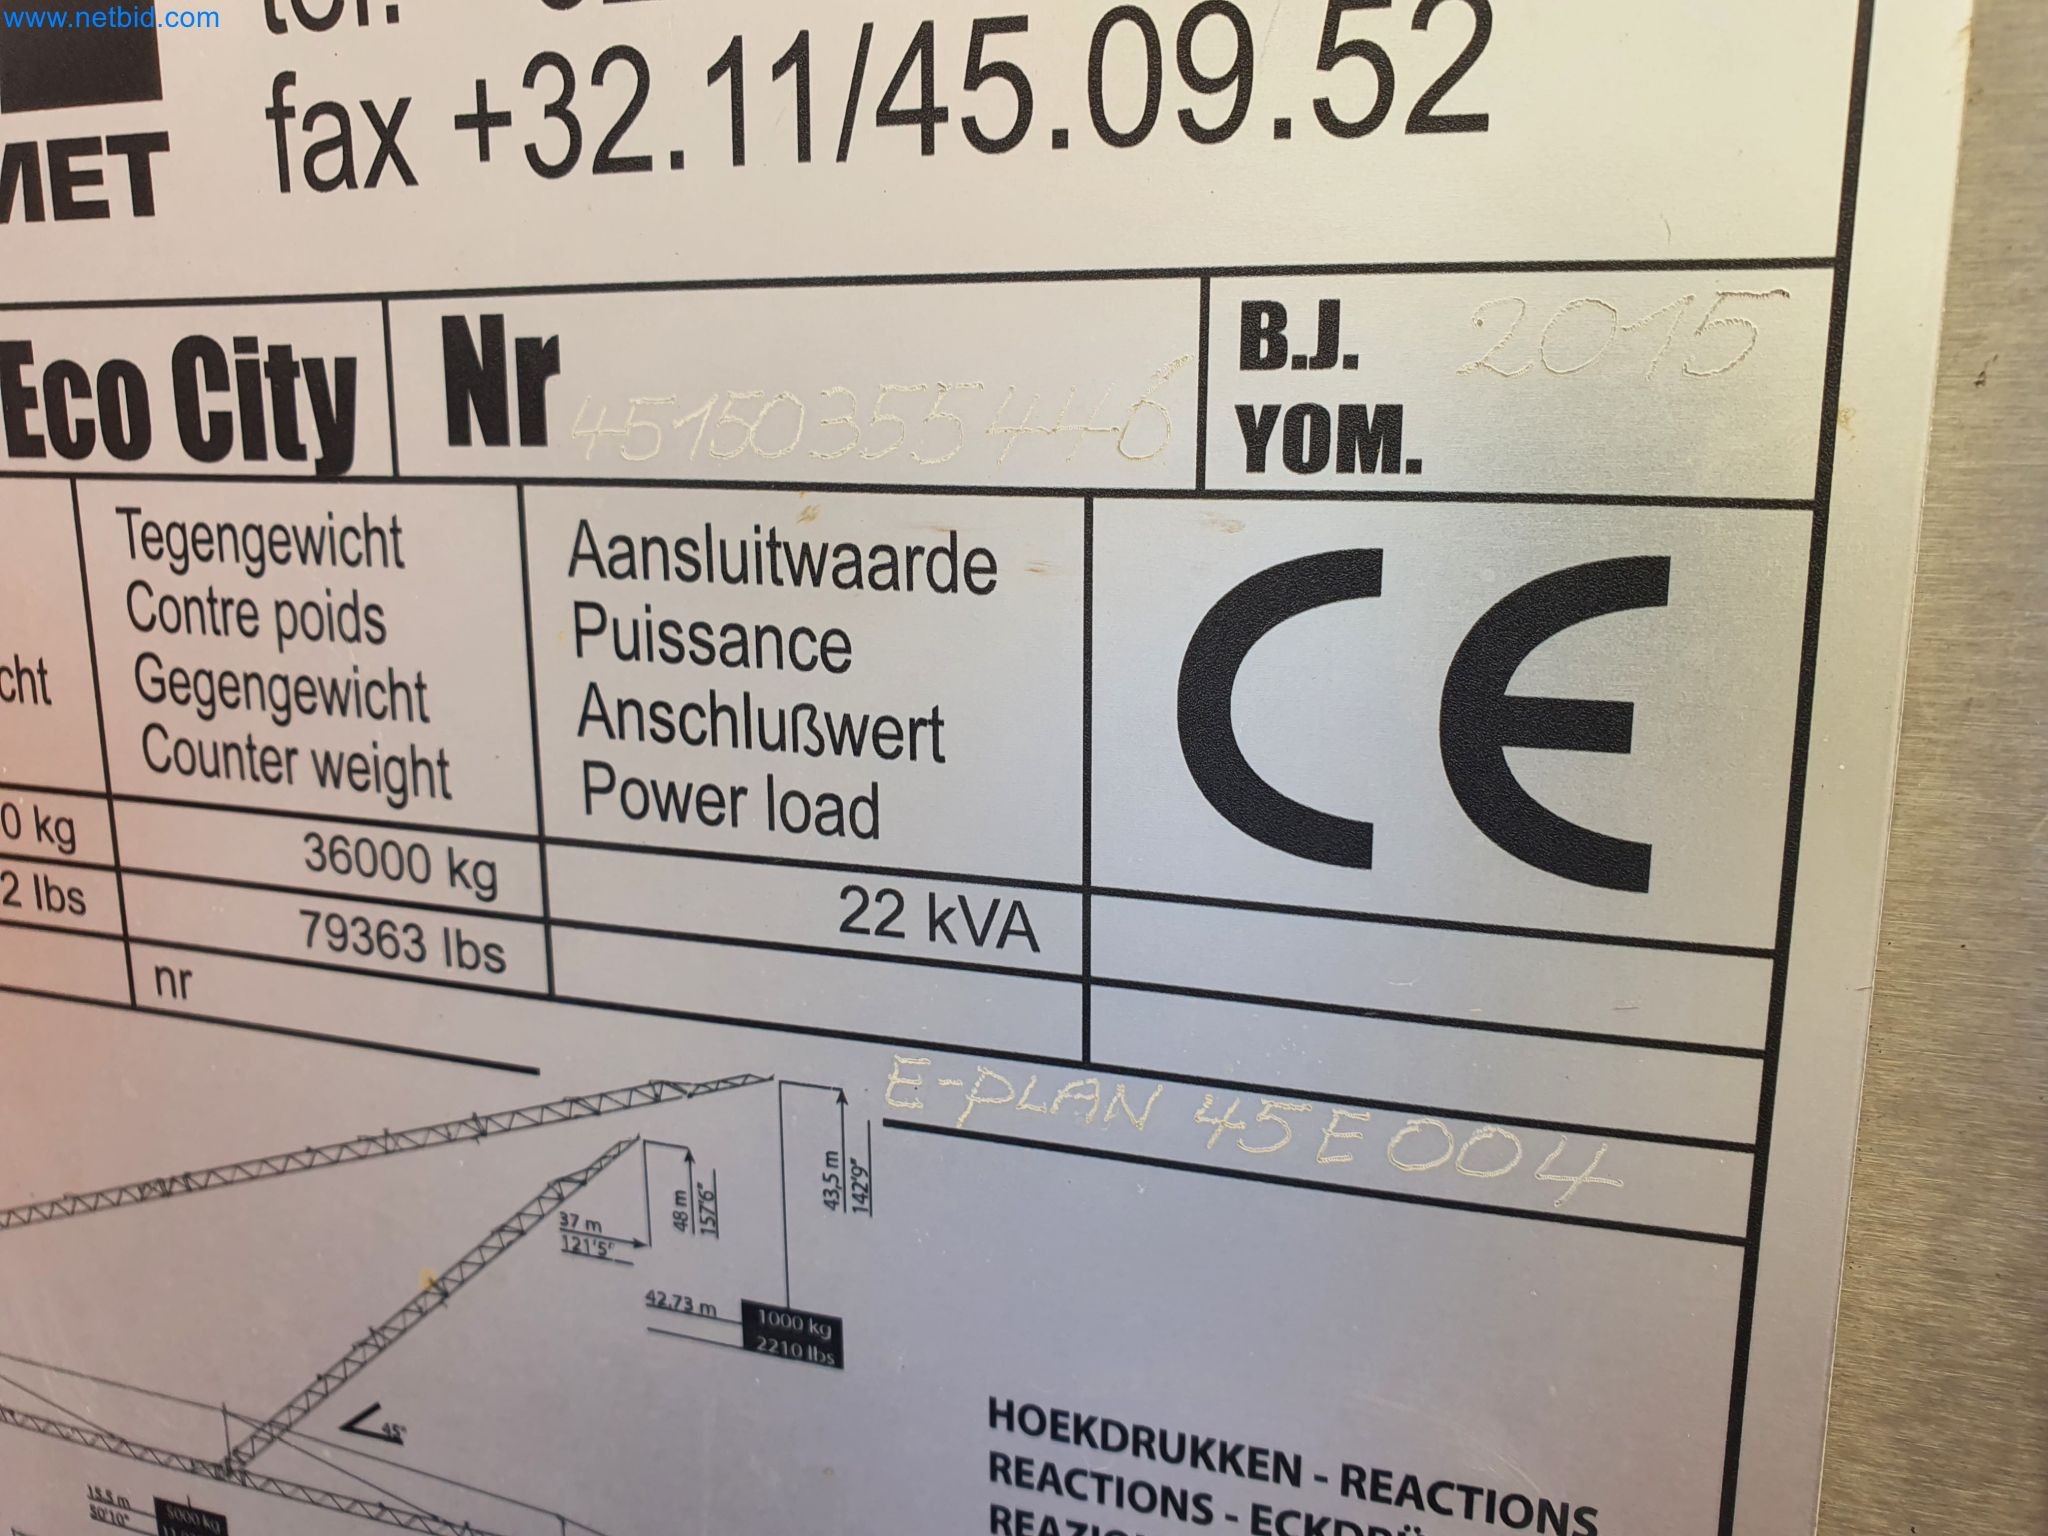 www.netbid.com
fax +32.11/45.09.52
MET
Eco City
Nr 45150355446
B.J. 2015
YOM.
Tegengewicht
Contre poids
Gegengewicht
Counter weight
Aansluitwaarde
Puissance
Anschlußwert
Power load
CE
0 kg
36000 kg
22 kVA
2 lbs
79363 lbs
nr
E-PLAN 45E004
43,5 m
142'9"
48 m
157'6"
37 m
121'5"
42.73 m
1000 kg
2210 lbs
45°
15.5 m
50'10"
5000 kg
HOEKDRUKKEN - REACTIONS
REACTIONS - ECKDRÜ